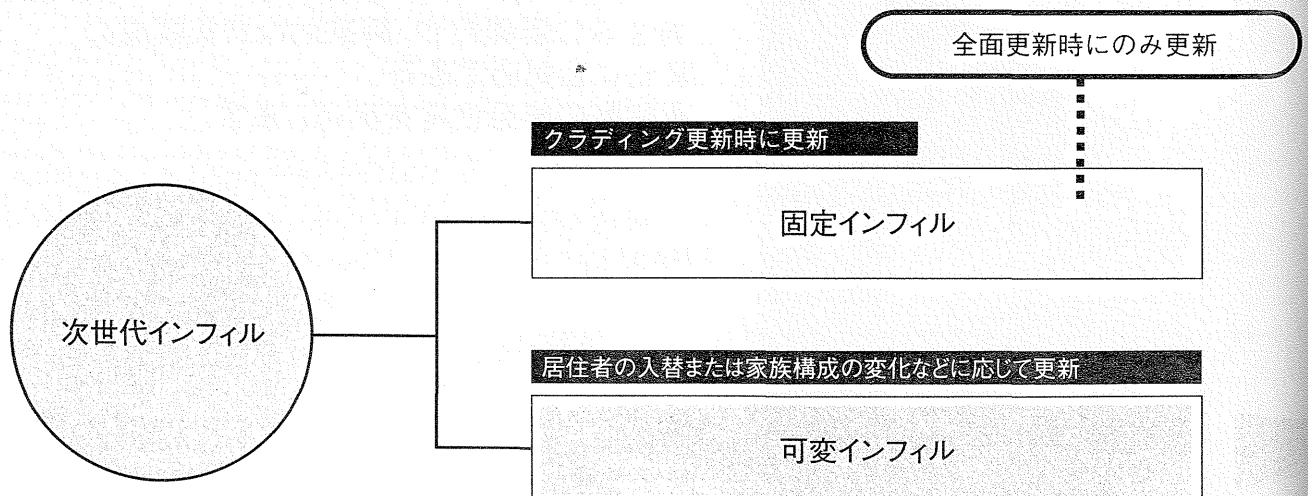 全面更新時にのみ更新
クラディング更新時に更新
固定インフィル
次世代インフィル
居住者の入替または家族構成の変化などに応じて更新
可変インフィル